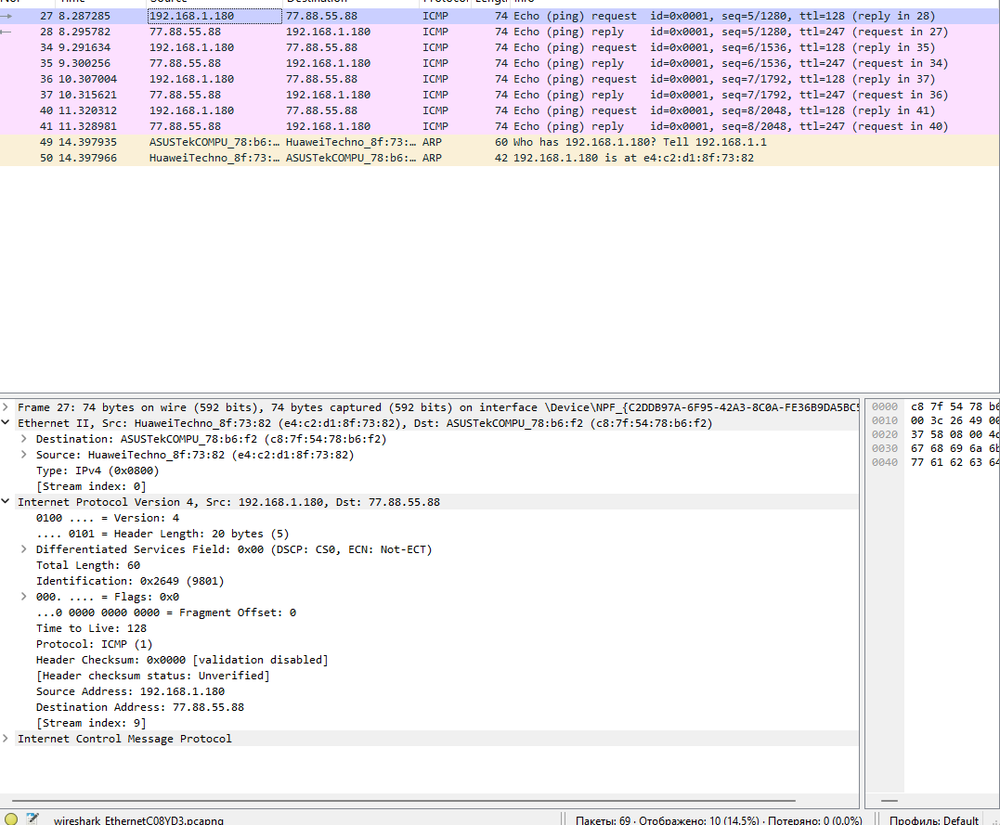 27 8.287285 192.168.1.180 77.88.55.88 ICMP 74 Echo (ping) request id=0x0001, seq=5/1280, ttl=128 (reply in 28)
28 8.295782 77.88.55.88 192.168.1.180 ICMP 74 Echo (ping) reply id=0x0001, seq=5/1280, ttl=247 (request in 27)
34 9.291634 192.168.1.180 77.88.55.88 ICMP 74 Echo (ping) request id=0x0001, seq=6/1536, ttl=128 (reply in 35)
35 9.300256 77.88.55.88 192.168.1.180 ICMP 74 Echo (ping) reply id=0x0001, seq=6/1536, ttl=247 (request in 34)
36 10.307004 192.168.1.180 77.88.55.88 ICMP 74 Echo (ping) request id=0x0001, seq=7/1792, ttl=128 (reply in 37)
37 10.315621 77.88.55.88 192.168.1.180 ICMP 74 Echo (ping) reply id=0x0001, seq=7/1792, ttl=247 (request in 36)
40 11.320312 192.168.1.180 77.88.55.88 ICMP 74 Echo (ping) request id=0x0001, seq=8/2048, ttl=128 (reply in 41)
41 11.328981 77.88.55.88 192.168.1.180 ICMP 74 Echo (ping) reply id=0x0001, seq=8/2048, ttl=247 (request in 40)
49 14.397935 ASUSTekCOMPU_78:b6:… HuaweiTechno_8f:73:… ARP 60 Who has 192.168.1.180? Tell 192.168.1.1
50 14.397966 HuaweiTechno_8f:73:… ASUSTekCOMPU_78:b6:… ARP 42 192.168.1.180 is at e4:c2:d1:8f:73:82
Frame 27: 74 bytes on wire (592 bits), 74 bytes captured (592 bits) on interface \Device\NPF_{C2DDB97A-6F95-42A3-8C0A-FE36B9DA5BC5
Ethernet II, Src: HuaweiTechno_8f:73:82 (e4:c2:d1:8f:73:82), Dst: ASUSTekCOMPU_78:b6:f2 (c8:7f:54:78:b6:f2)
Destination: ASUSTekCOMPU_78:b6:f2 (c8:7f:54:78:b6:f2)
Source: HuaweiTechno_8f:73:82 (e4:c2:d1:8f:73:82)
Type: IPv4 (0x0800)
[Stream index: 0]
Internet Protocol Version 4, Src: 192.168.1.180, Dst: 77.88.55.88
0100 .... = Version: 4
.... 0101 = Header Length: 20 bytes (5)
Differentiated Services Field: 0x00 (DSCP: CS0, ECN: Not-ECT)
Total Length: 60
Identification: 0x2649 (9801)
000. .... = Flags: 0x0
...0 0000 0000 0000 = Fragment Offset: 0
Time to Live: 128
Protocol: ICMP (1)
Header Checksum: 0x0000 [validation disabled]
[Header checksum status: Unverified]
Source Address: 192.168.1.180
Destination Address: 77.88.55.88
[Stream index: 9]
Internet Control Message Protocol
0000 c8 7f 54 78 b6
0010 00 3c 26 49 00
0020 37 58 08 00 4d
0030 67 68 69 6a 6b
0040 77 61 62 63 64
wireshark_EthernetC08YD3.pcapng Пакеты: 69 · Отображено: 10 (14.5%) · Потеряно: 0 (0.0%) Профиль: Default